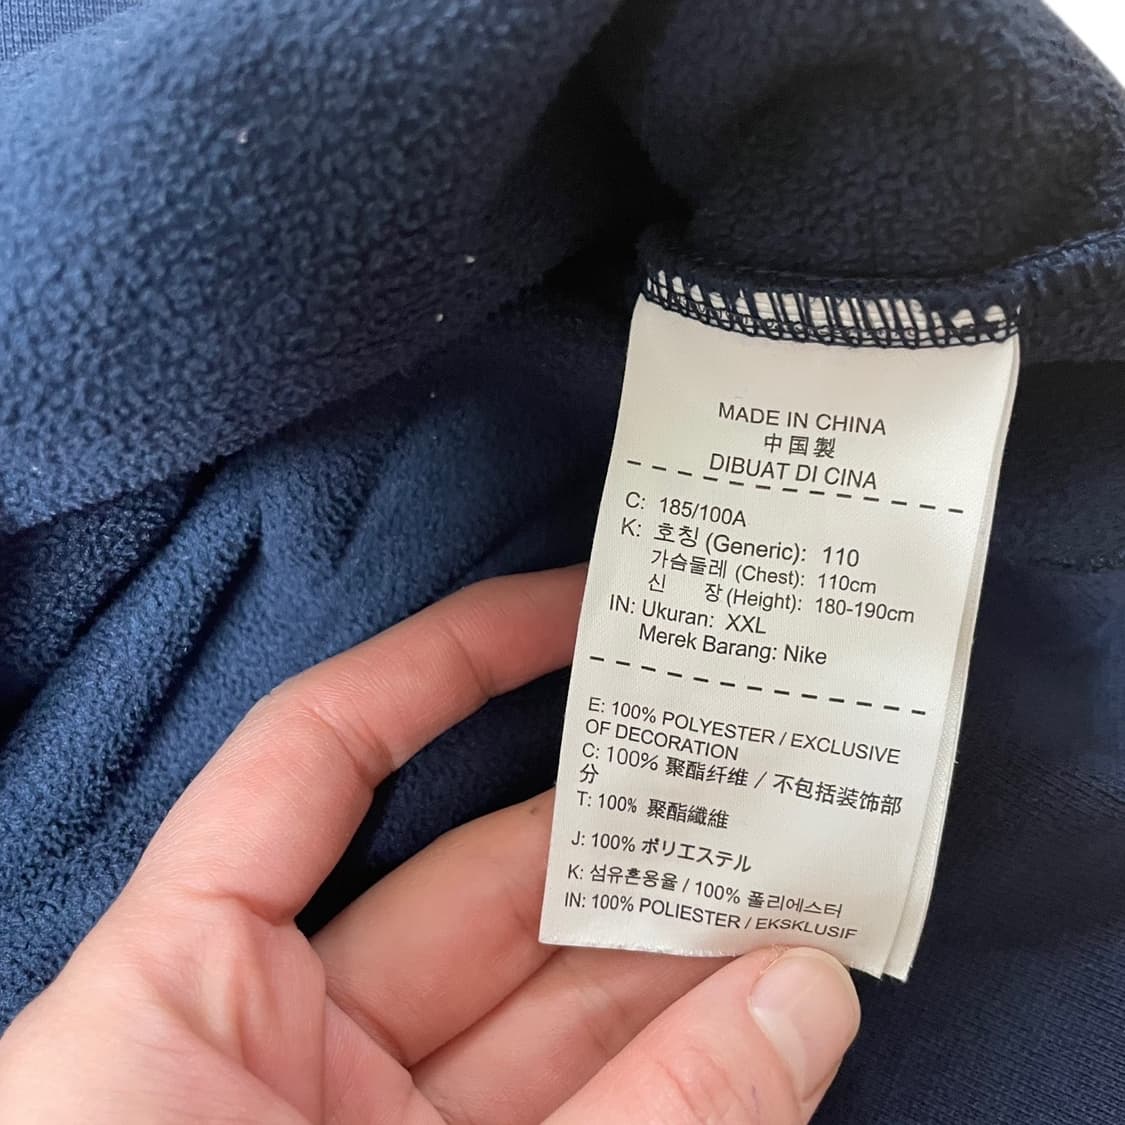 MADE IN CHINA
中国製
DIBUAT DI CINA
C: 185/100A
K: 호칭 (Generic): 110
가슴둘레 (Chest): 110cm
신 장 (Height): 180-190cm
IN: Ukuran: XXL
Merek Barang: Nike
E: 100% POLYESTER / EXCLUSIVE
OF DECORATION
C: 100% 聚酯纤维 / 不包括装饰部
分
T: 100% 聚酯纖維
J: 100% ポリエステル
K: 섬유혼용율 / 100% 폴리에스터
IN: 100% POLIESTER / EKSKLUSIF